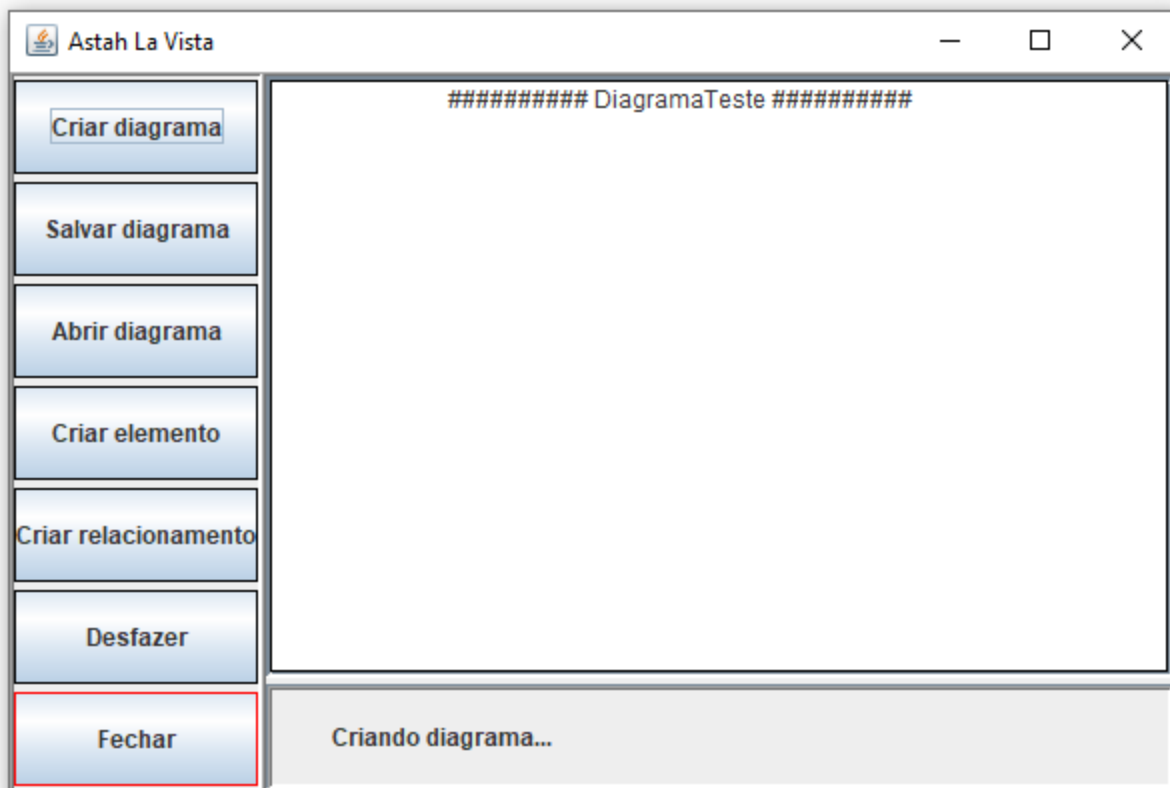 Astah La Vista
Criar diagrama
Salvar diagrama
Abrir diagrama
Criar elemento
Criar relacionamento
Desfazer
Fechar
########## DiagramaTeste ##########
Criando diagrama...